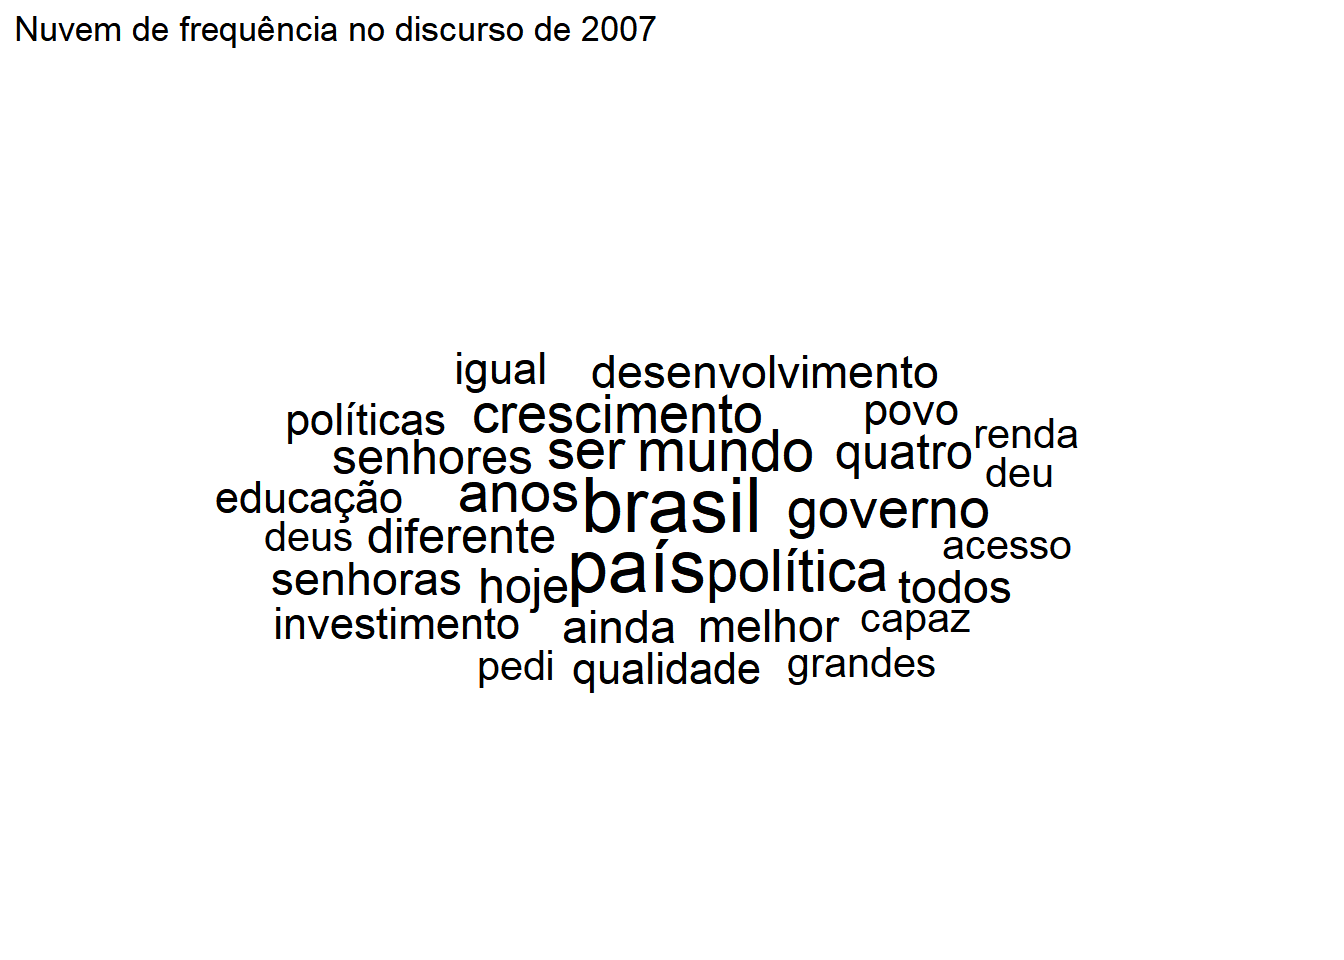 Nuvem de frequência no discurso de 2007
igual desenvolvimento
políticas crescimento povo
renda
senhores ser mundo quatro
deu
educação anos brasil governo
deus diferente acesso
senhoras hoje país política todos
investimento ainda melhor capaz
pedi qualidade grandes